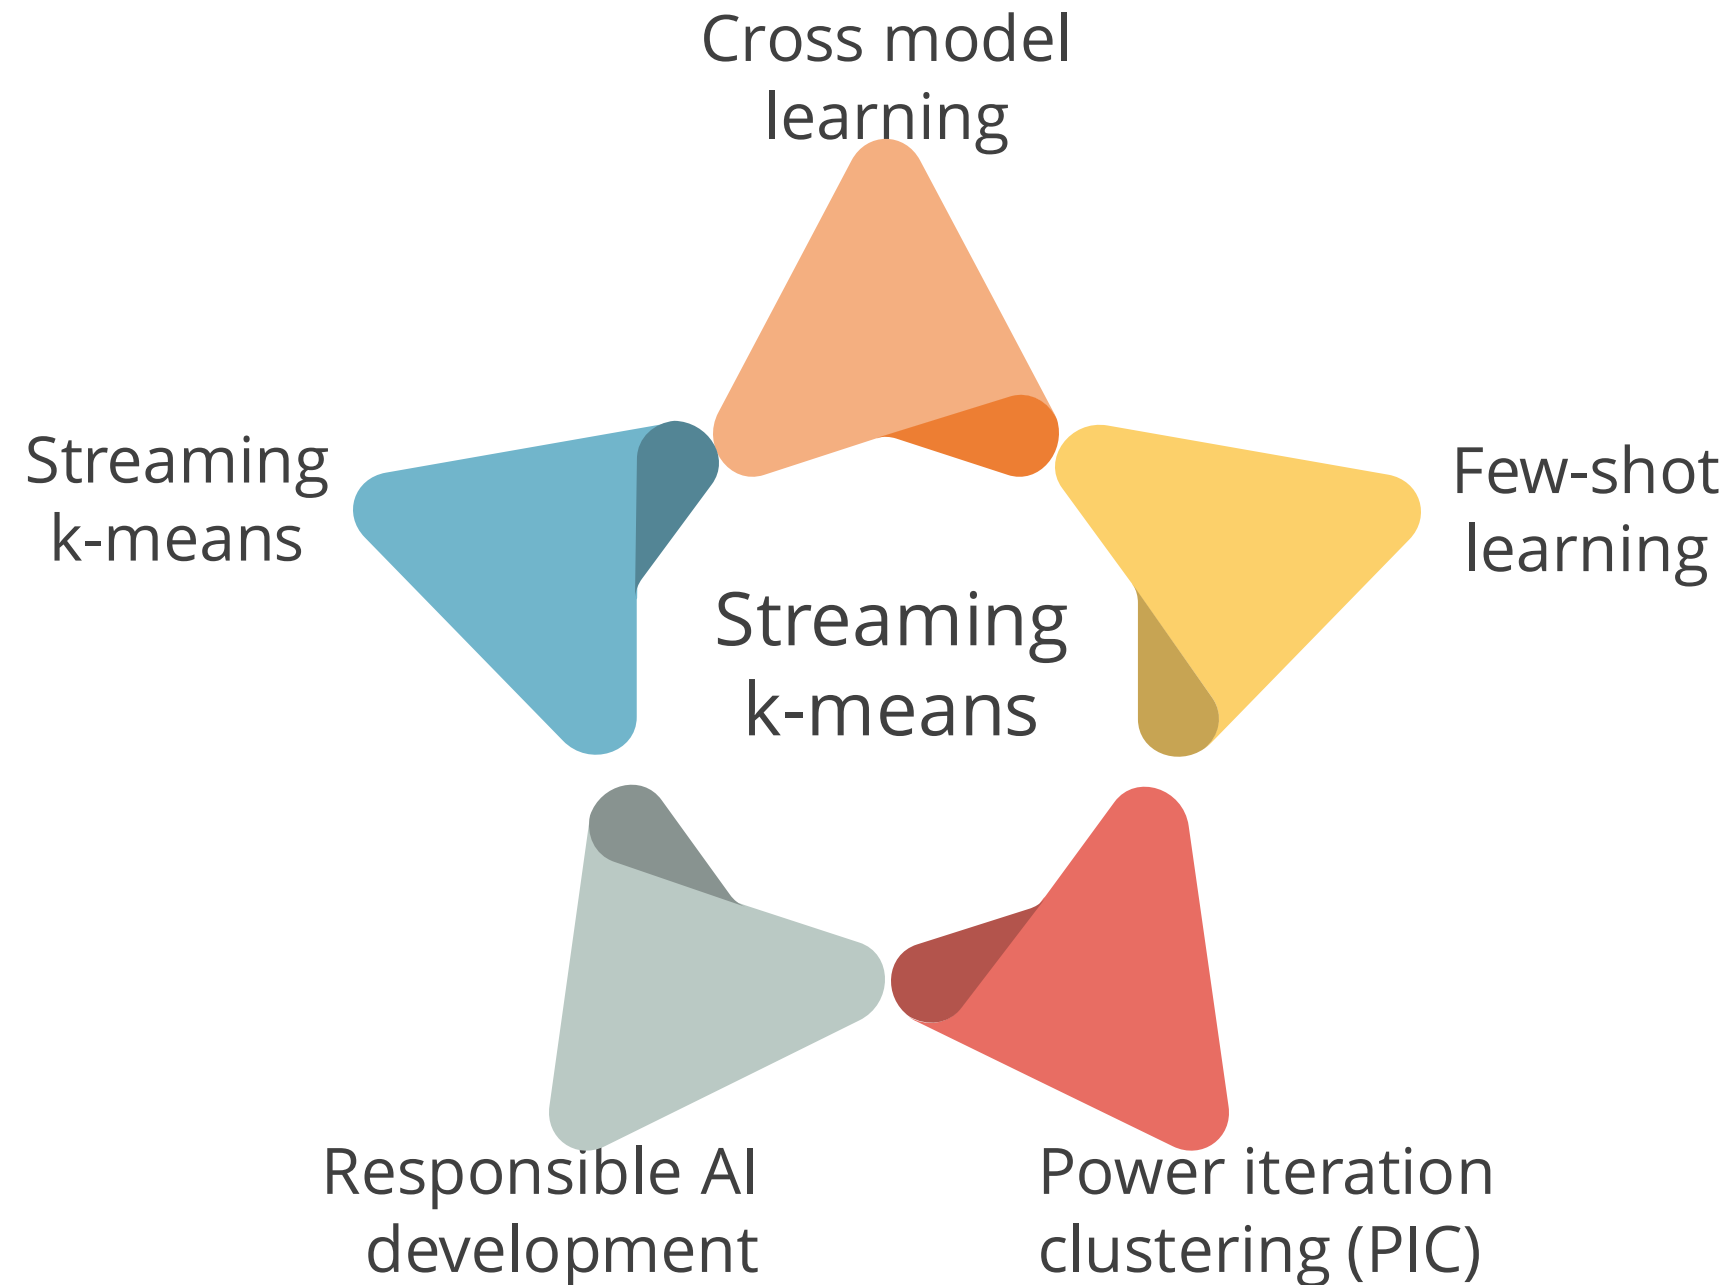 Cross model
learning
Streaming
k-means
Few-shot
learning
Streaming
k-means
Responsible AI
development
Power iteration
clustering (PIC)